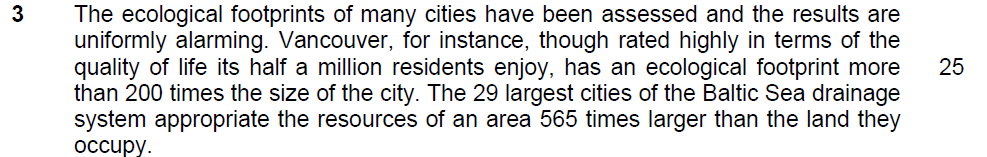 3 The ecological footprints of many cities have been assessed and the results are
uniformly alarming. Vancouver, for instance, though rated highly in terms of the
quality of life its half a million residents enjoy, has an ecological footprint more 25
than 200 times the size of the city. The 29 largest cities of the Baltic Sea drainage
system appropriate the resources of an area 565 times larger than the land they
occupy.